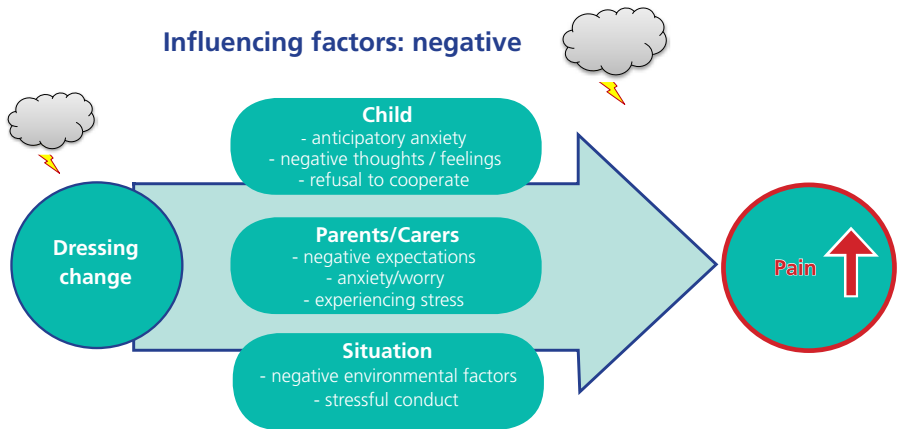 Influencing factors: negative
Dressing
change
Child
- anticipatory anxiety
- negative thoughts / feelings
- refusal to cooperate
Parents/Carers
- negative expectations
- anxiety/worry
- experiencing stress
Situation
- negative environmental factors
- stressful conduct
Pain